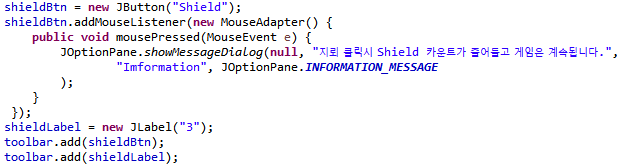 shieldBtn = new JButton("Shield");
shieldBtn.addMouseListener(new MouseAdapter() {
public void mousePressed(MouseEvent e) {
JOptionPane.showMessageDialog(null, "지뢰 클릭시 Shield 카운트가 줄어들고 게임은 계속됩니다.",
"Imformation", JOptionPane.INFORMATION_MESSAGE
);
}
});
shieldLabel = new JLabel("3");
toolbar.add(shieldBtn);
toolbar.add(shieldLabel);